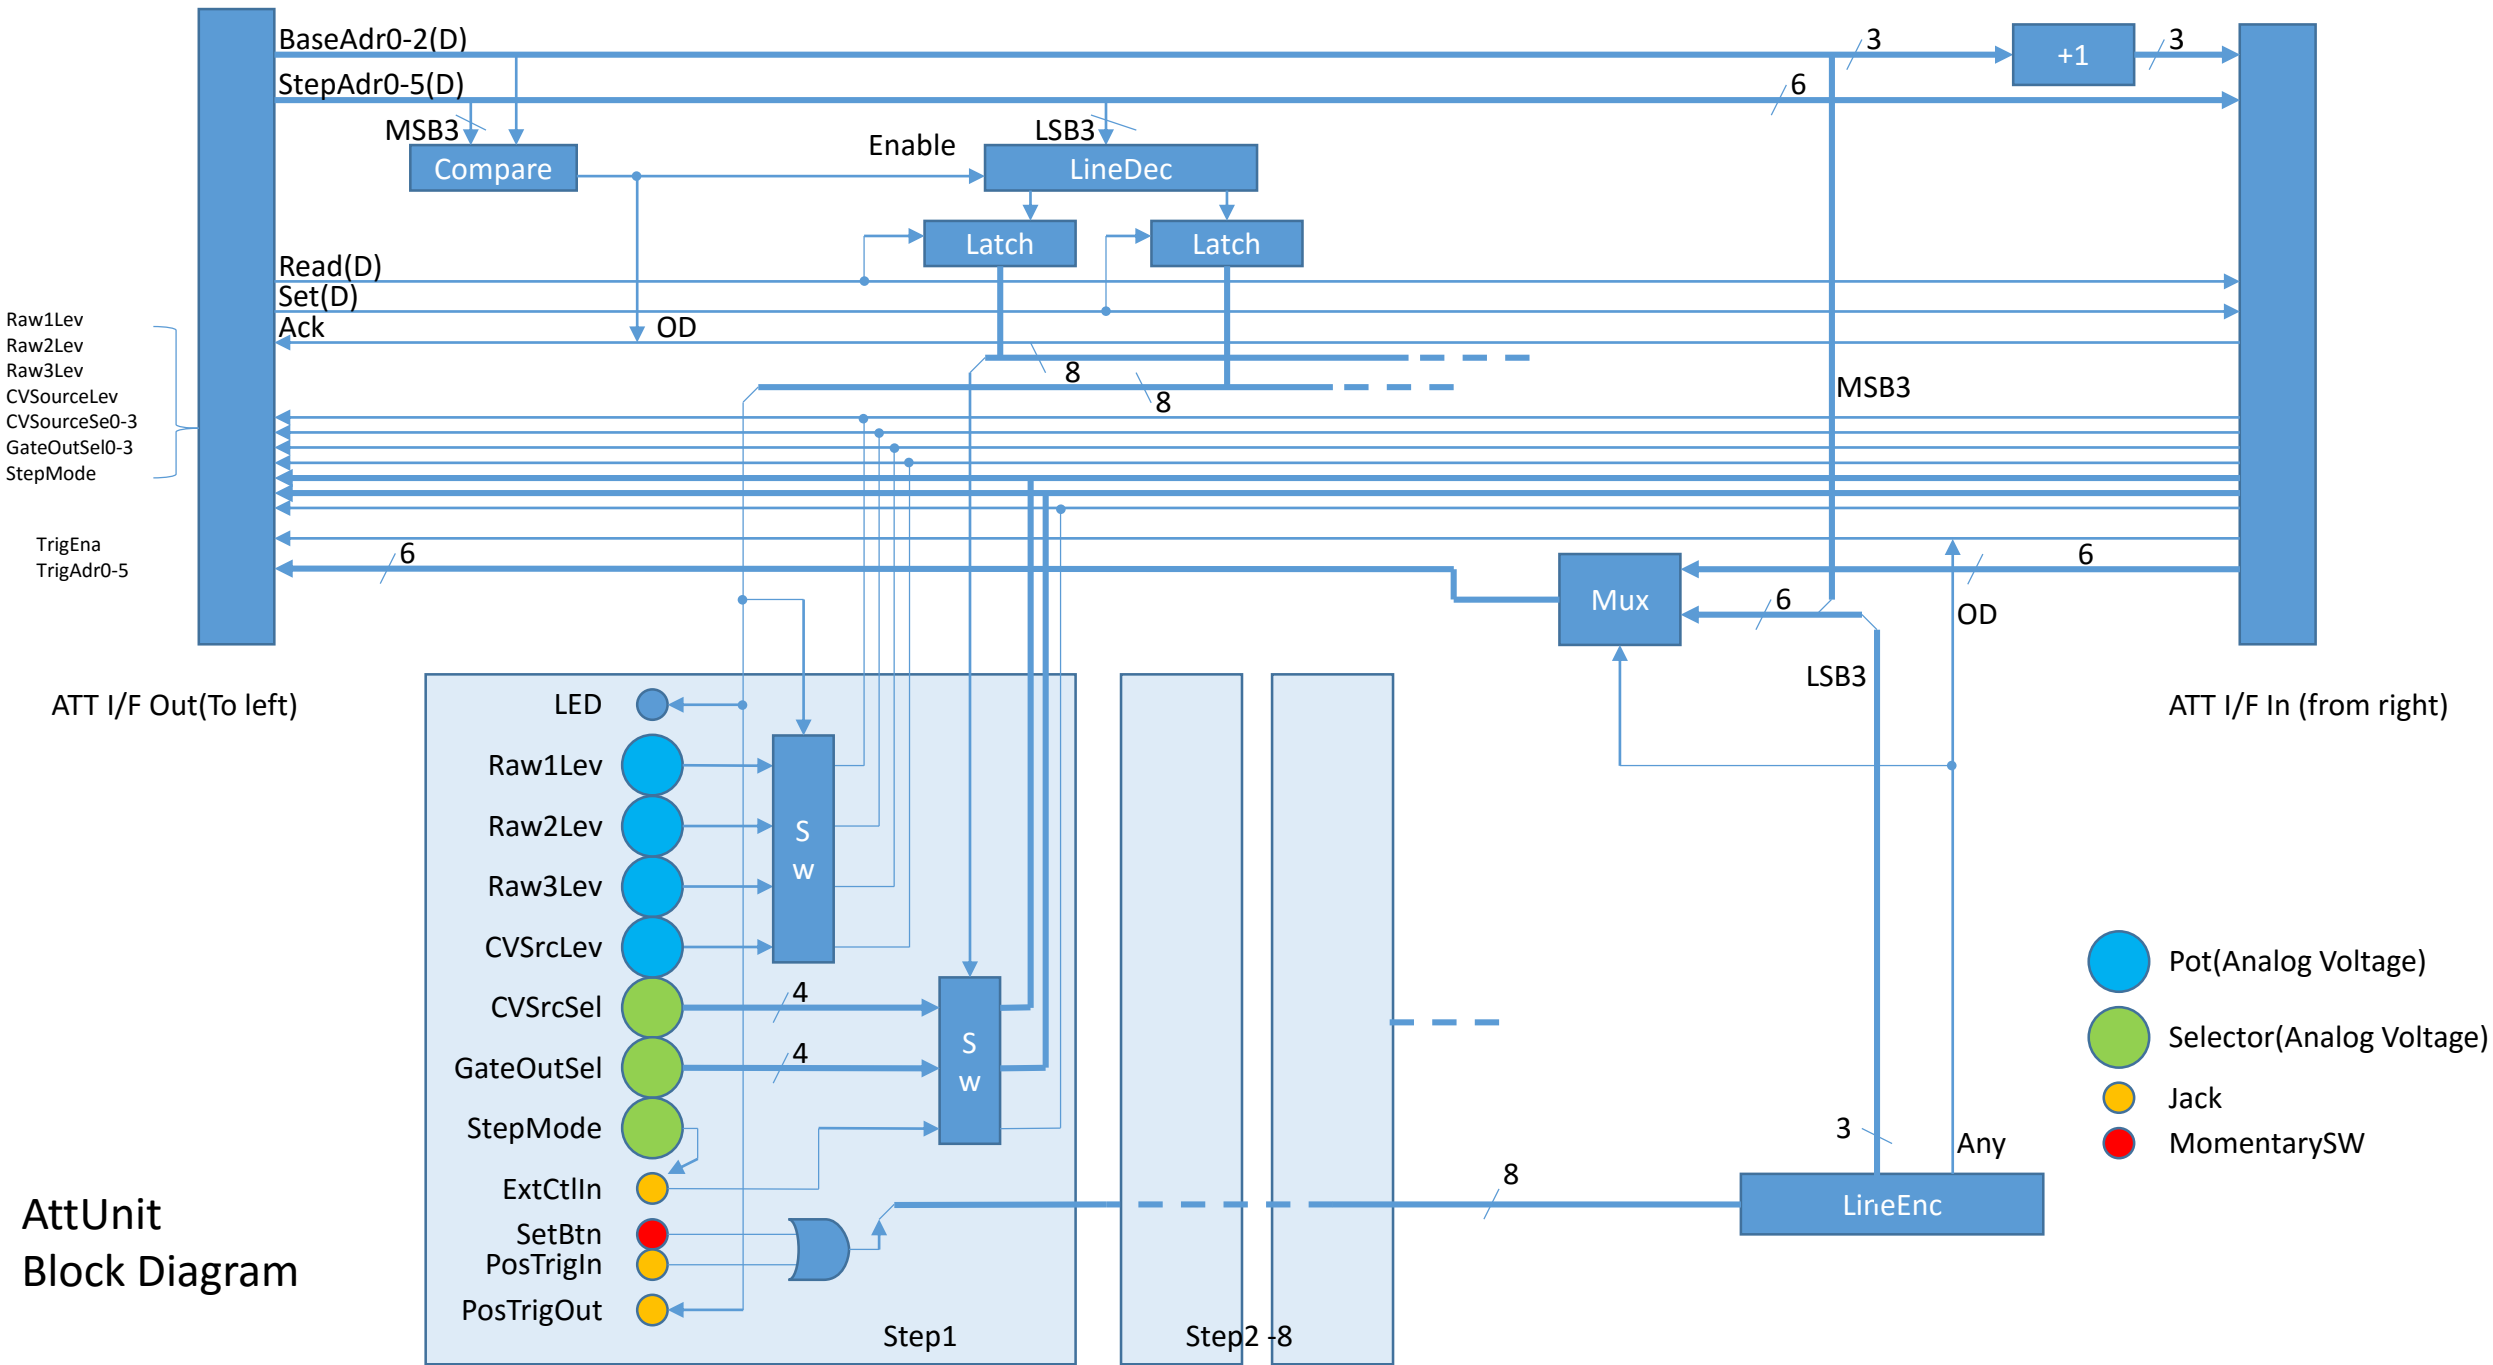 BaseAdr0-2(D)
3
+1
3
StepAdr0-5(D)
6
MSB3
LSB3
Enable
Compare
LineDec
Latch
Latch
Read(D)
Set(D)
Ack
OD
Raw1Lev
Raw2Lev
Raw3Lev
CVSourceLev
CVSourceSe0-3
GateOutSel0-3
StepMode
8
8
MSB3
TrigEna
TrigAdr0-5
6
6
Mux
6
OD
LSB3
ATT I/F Out(To left)
ATT I/F In (from right)
LED
Raw1Lev
Raw2Lev
Raw3Lev
CVSrcLev
CVSrcSel
GateOutSel
StepMode
ExtCtlIn
SetBtn
PosTrigIn
PosTrigOut
S
w
S
w
4
4
Step1
Step2 -8
8
3
Any
LineEnc
Pot(Analog Voltage)
Selector(Analog Voltage)
Jack
MomentarySW
AttUnit
Block Diagram